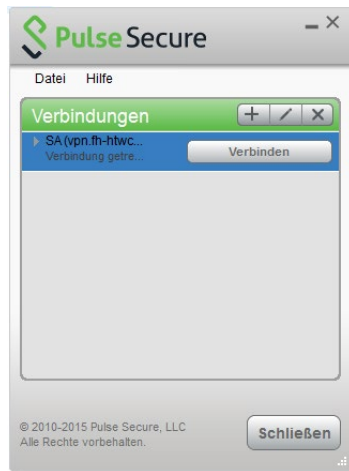 Pulse Secure
Datei Hilfe
Verbindungen
SA (vpn.fh-htwc...
Verbindung getre...
Verbinden
© 2010-2015 Pulse Secure, LLC
Alle Rechte vorbehalten.
Schließen